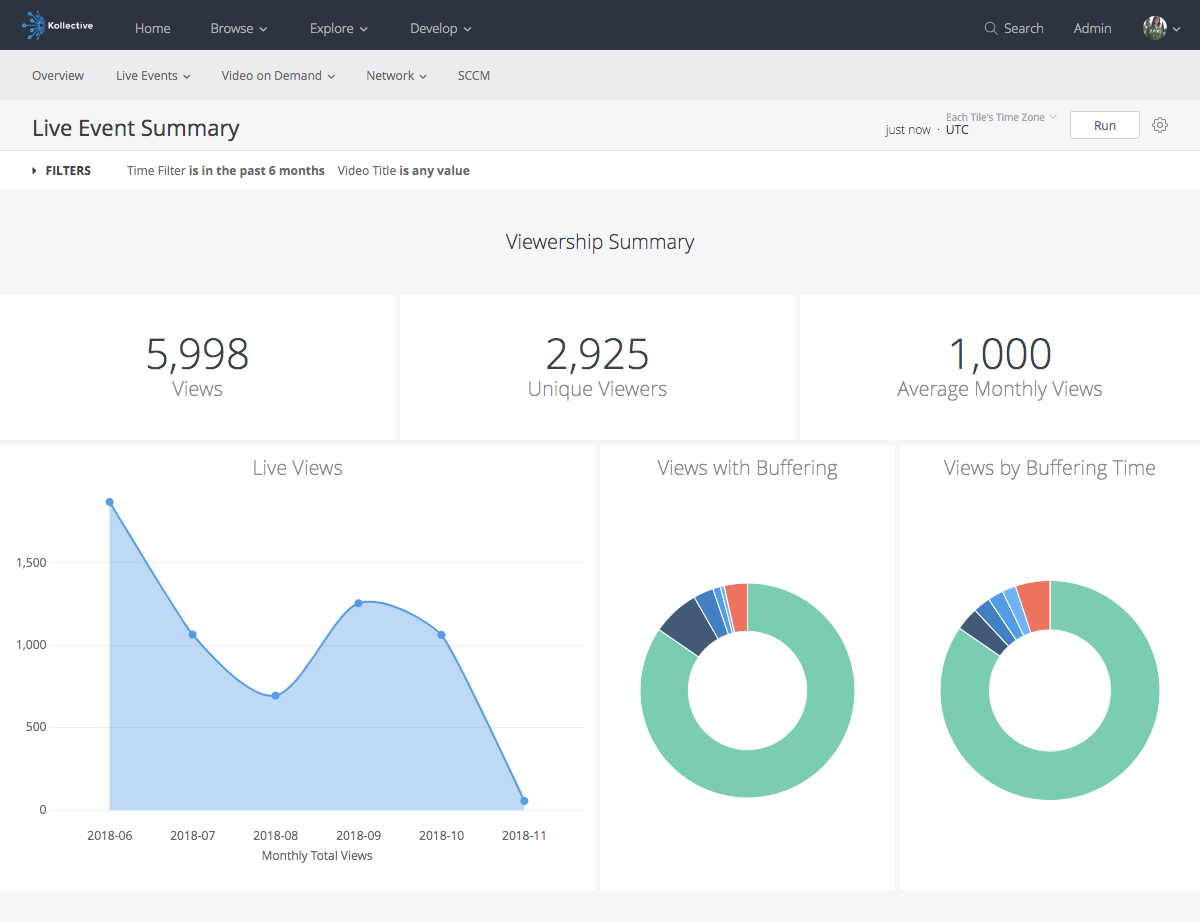 Kollective
Home
Browse
Explore
Develop
Search
Admin
Overview
Live Events
Video on Demand
Network
SCCM
Live Event Summary
Each Tile's Time Zone
just now · UTC
Run
FILTERS
Time Filter is in the past 6 months
Video Title is any value
Viewership Summary
5,998
Views
2,925
Unique Viewers
1,000
Average Monthly Views
Live Views
1,500
1,000
500
0
2018-06
2018-07
2018-08
2018-09
2018-10
2018-11
Monthly Total Views
Views with Buffering
Views by Buffering Time